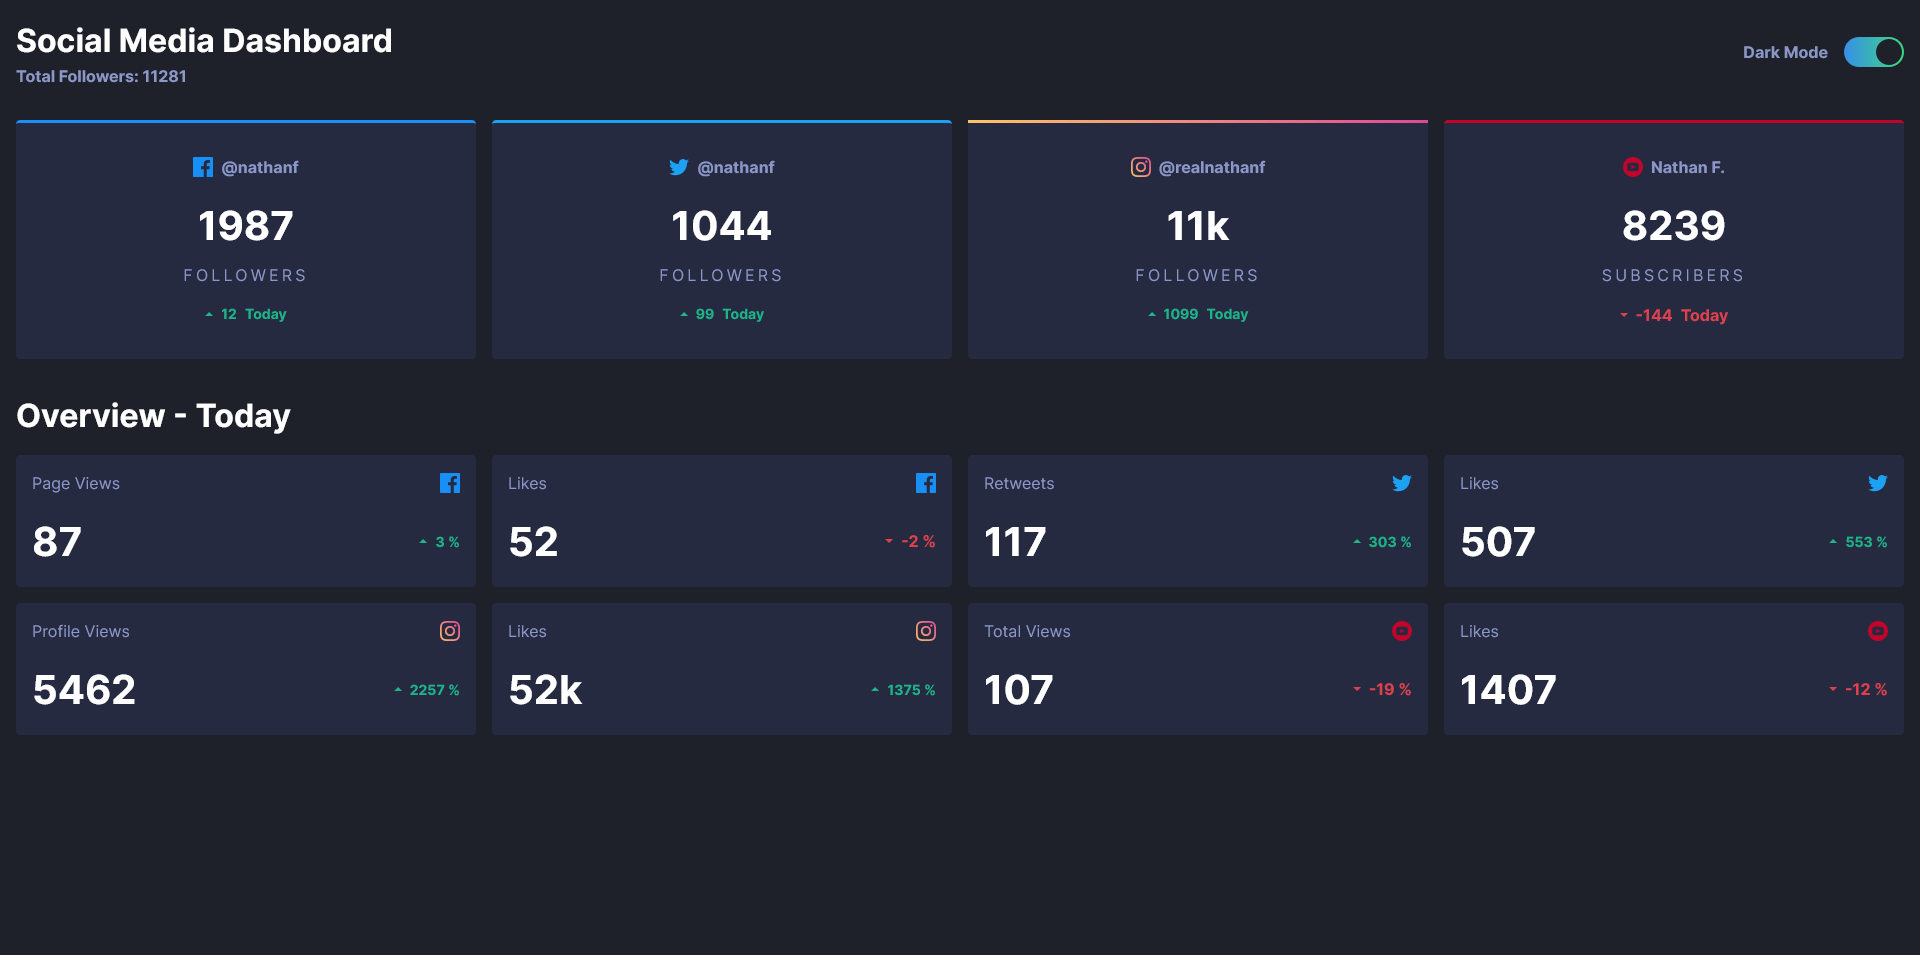 Social Media Dashboard
Total Followers: 11281
Dark Mode
@nathanf
1987
FOLLOWERS
12 Today
@nathanf
1044
FOLLOWERS
99 Today
@realnathanf
11k
FOLLOWERS
1099 Today
Nathan F.
8239
SUBSCRIBERS
-144 Today
Overview - Today
Page Views
87
3 %
Likes
52
-2 %
Retweets
117
303 %
Likes
507
553 %
Profile Views
5462
2257 %
Likes
52k
1375 %
Total Views
107
-19 %
Likes
1407
-12 %